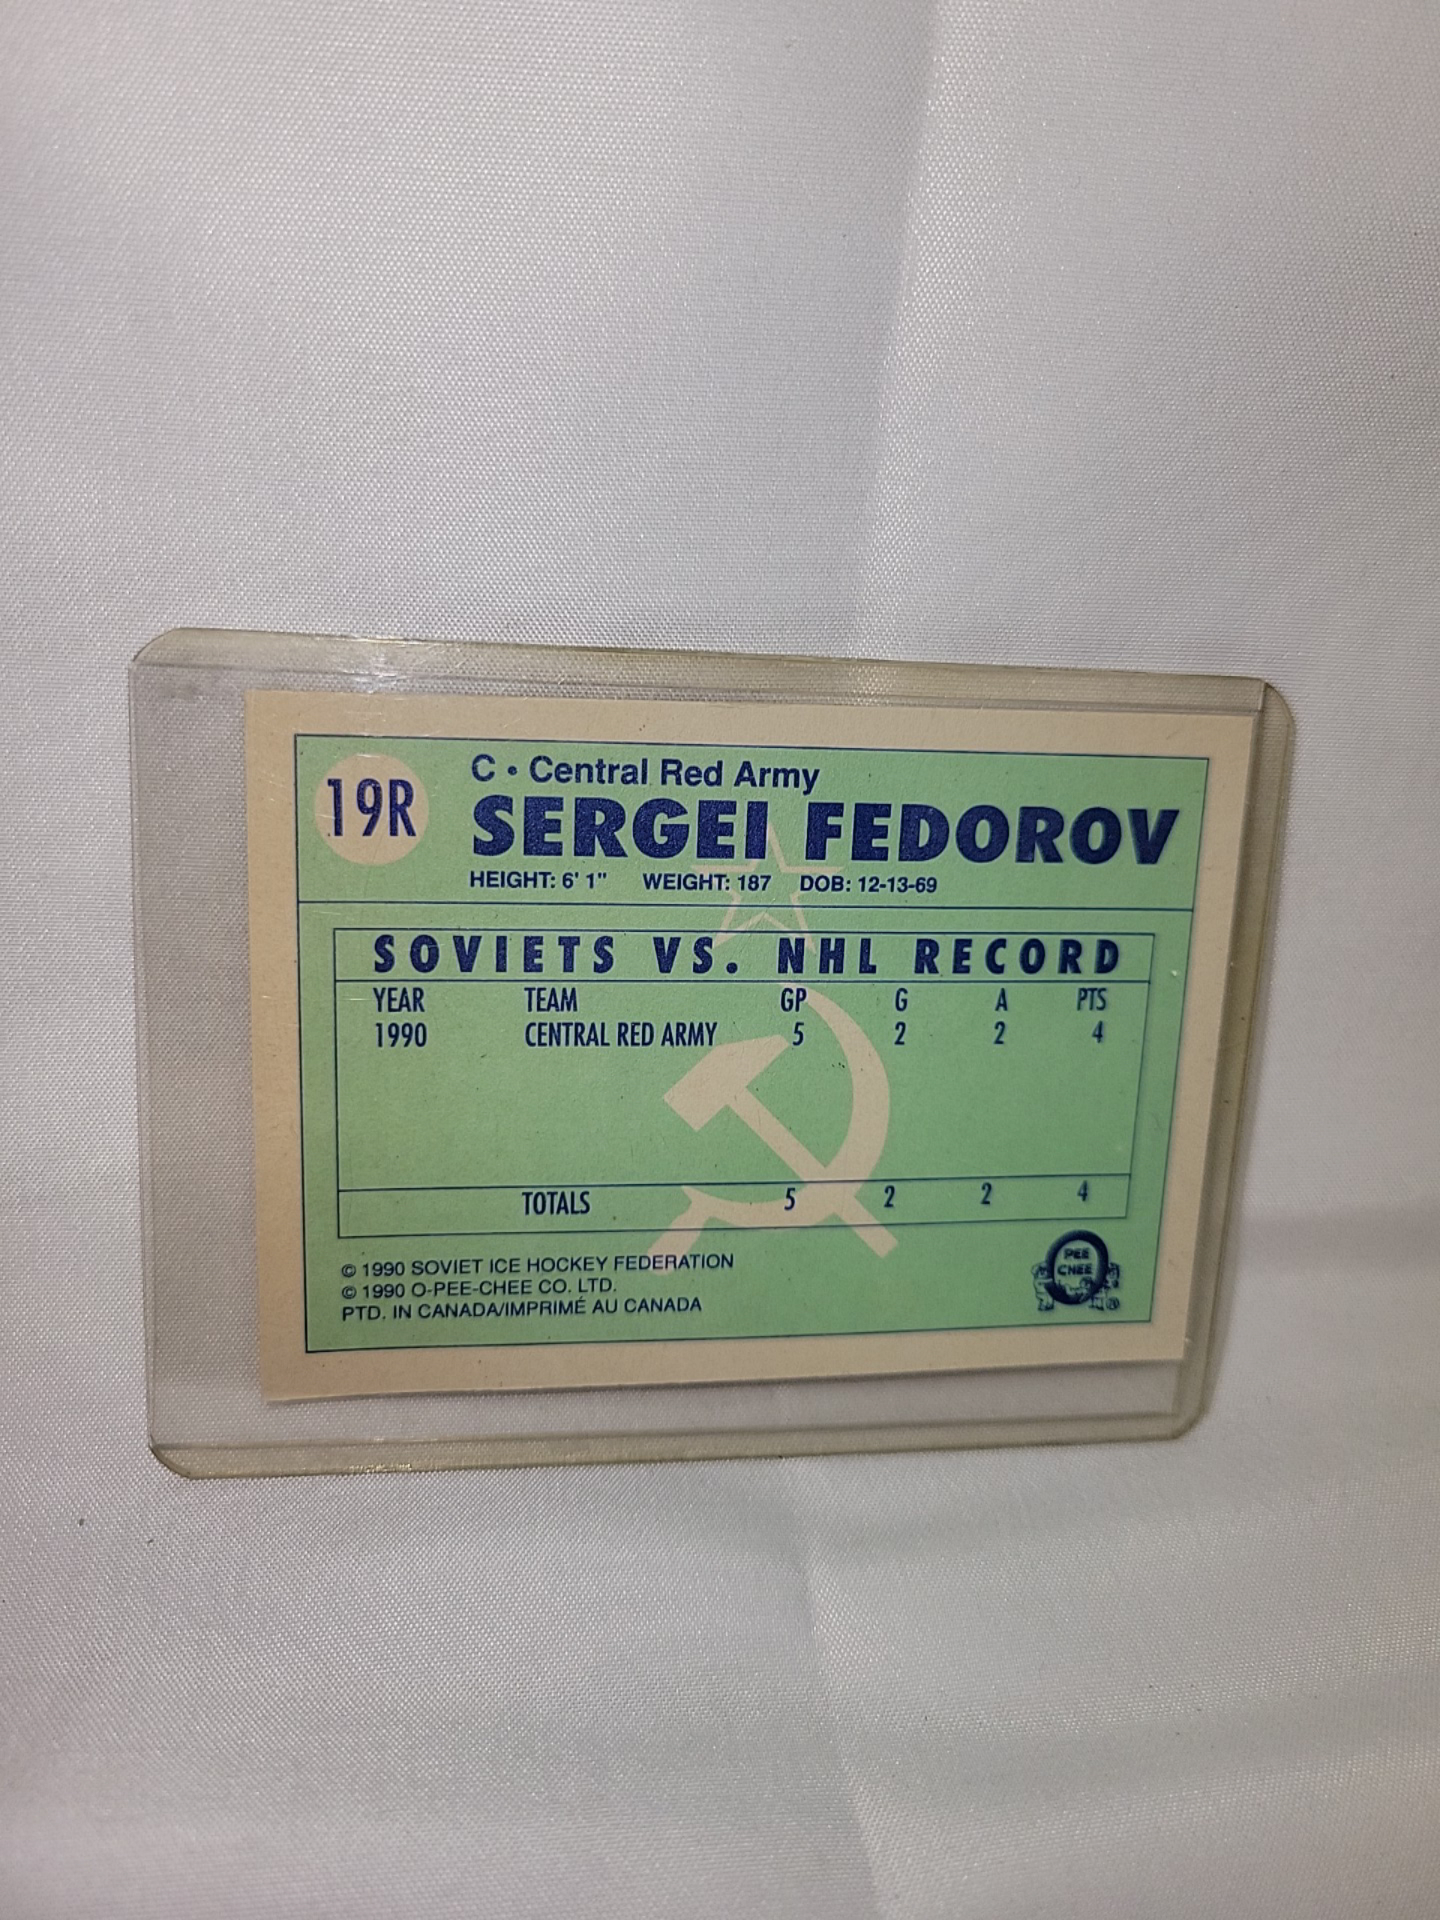 19R
C • Central Red Army
SERGEI FEDOROV
HEIGHT: 6' 1" WEIGHT: 187 DOB: 12-13-69
SOVIETS VS. NHL RECORD
YEAR TEAM GP G A PTS
1990 CENTRAL RED ARMY 5 2 2 4
TOTALS 5 2 2 4
© 1990 SOVIET ICE HOCKEY FEDERATION
© 1990 O-PEE-CHEE CO. LTD.
PTD. IN CANADA/IMPRIMÉ AU CANADA
PEE
CHEE
®